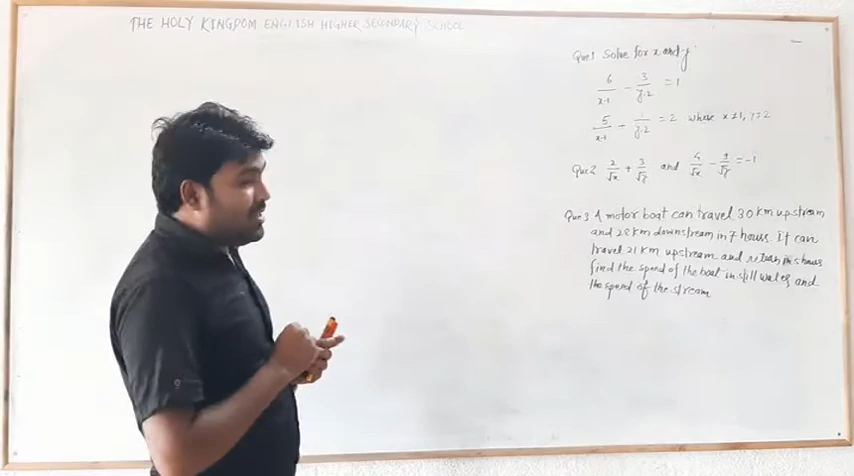 THE HOLY KINGDOM ENGLISH HIGHER SECONDARY SCHOOL
Que1 Solve for x and y
6/(x-1) - 3/(y-2) = 1
5/(x-1) - 1/(y-2) = 2 where x≠1, y≠2
Que2 2/√x + 3/√y and 4/√x - 9/√y = -1
Que3 A motor boat can travel 30 km upstream
and 28 km downstream in 7 hours. It can
travel 21 km upstream and return in 5 hours
find the speed of the boat in still water and
the speed of the stream